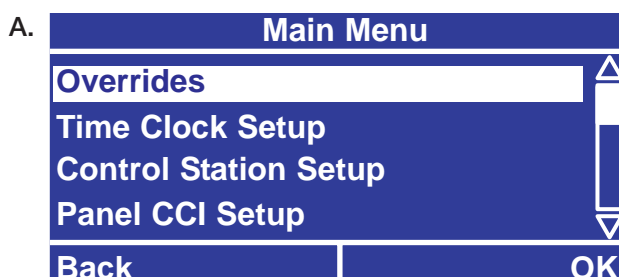 A.
Main Menu
Overrides
Time Clock Setup
Control Station Setup
Panel CCI Setup
Back OK